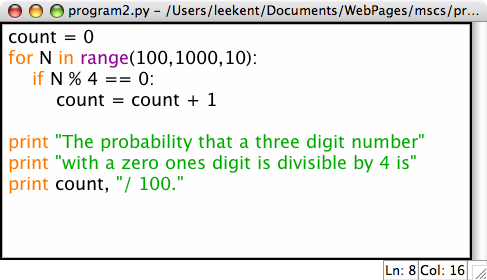 program2.py – /Users/leekent/Documents/WebPages/mscs/pr...
count = 0
for N in range(100,1000,10):
    if N % 4 == 0:
        count = count + 1

print "The probability that a three digit number"
print "with a zero ones digit is divisible by 4 is"
print count, "/ 100."
Ln: 8 Col: 16